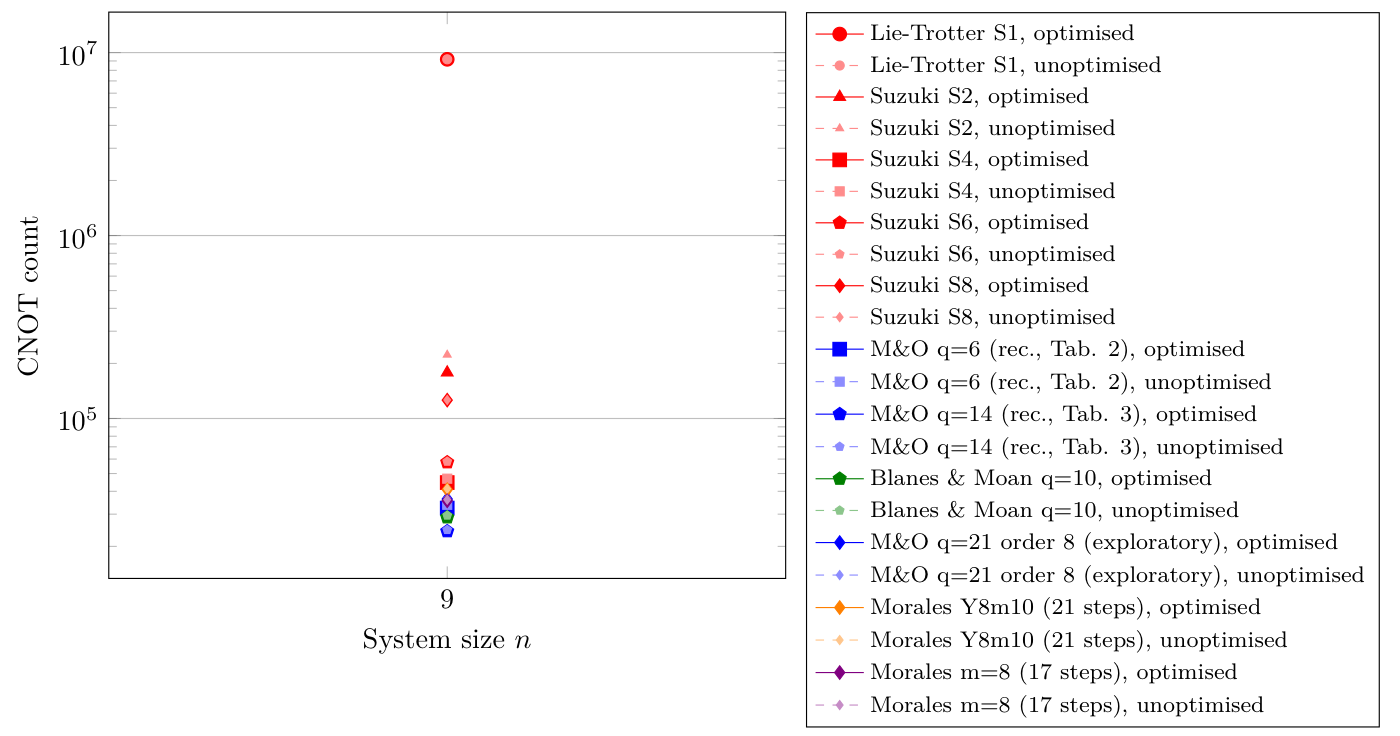 10^7
10^6
10^5
CNOT count
9
System size n
Lie-Trotter S1, optimised
Lie-Trotter S1, unoptimised
Suzuki S2, optimised
Suzuki S2, unoptimised
Suzuki S4, optimised
Suzuki S4, unoptimised
Suzuki S6, optimised
Suzuki S6, unoptimised
Suzuki S8, optimised
Suzuki S8, unoptimised
M&O q=6 (rec., Tab. 2), optimised
M&O q=6 (rec., Tab. 2), unoptimised
M&O q=14 (rec., Tab. 3), optimised
M&O q=14 (rec., Tab. 3), unoptimised
Blanes & Moan q=10, optimised
Blanes & Moan q=10, unoptimised
M&O q=21 order 8 (exploratory), optimised
M&O q=21 order 8 (exploratory), unoptimised
Morales Y8m10 (21 steps), optimised
Morales Y8m10 (21 steps), unoptimised
Morales m=8 (17 steps), optimised
Morales m=8 (17 steps), unoptimised